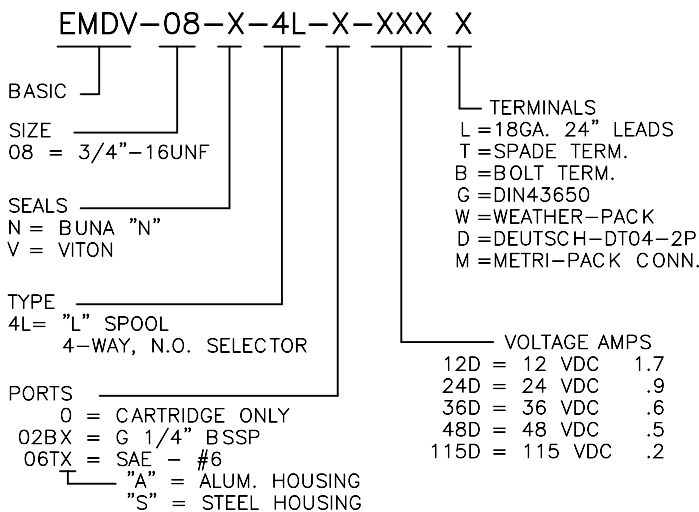 EMDV-08-X-4L-X-XXX X
BASIC
SIZE
08 = 3/4"-16UNF
SEALS
N = BUNA "N"
V = VITON
TYPE
4L= "L" SPOOL
4-WAY, N.O. SELECTOR
PORTS
0 = CARTRIDGE ONLY
02BX = G 1/4" BSSP
06TX = SAE - #6
"A" = ALUM. HOUSING
"S" = STEEL HOUSING
TERMINALS
L =18GA. 24" LEADS
T =SPADE TERM.
B =BOLT TERM.
G =DIN43650
W =WEATHER-PACK
D =DEUTSCH-DT04-2P
M =METRI-PACK CONN.
VOLTAGE AMPS
12D = 12 VDC 1.7
24D = 24 VDC .9
36D = 36 VDC .6
48D = 48 VDC .5
115D = 115 VDC .2